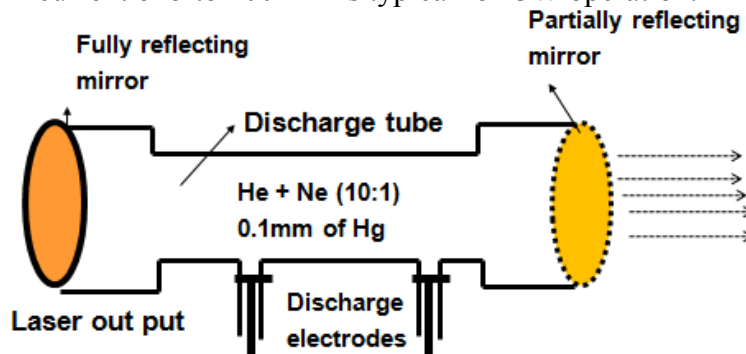 Fully reflecting
mirror
Partially reflecting
mirror
Discharge tube
He + Ne (10:1)
0.1mm of Hg
Laser out put
Discharge
electrodes